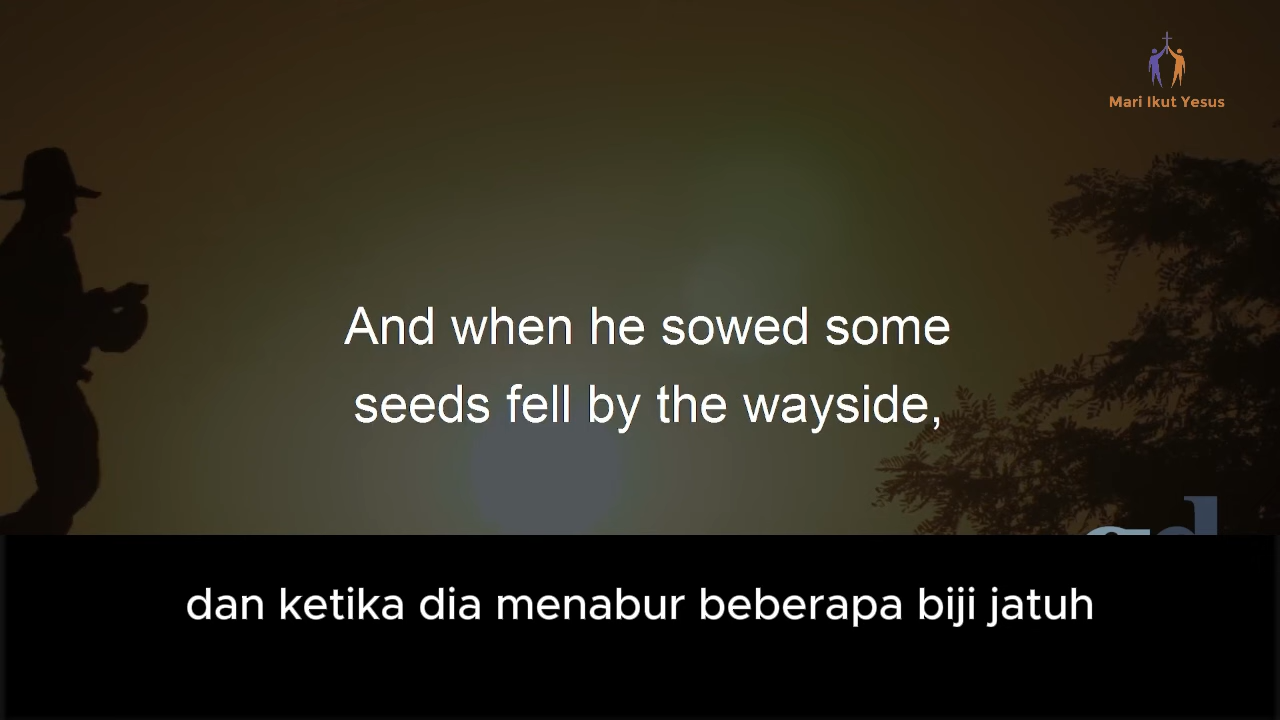 Mari Ikut Yesus
And when he sowed some
seeds fell by the wayside,
dan ketika dia menabur beberapa biji jatuh